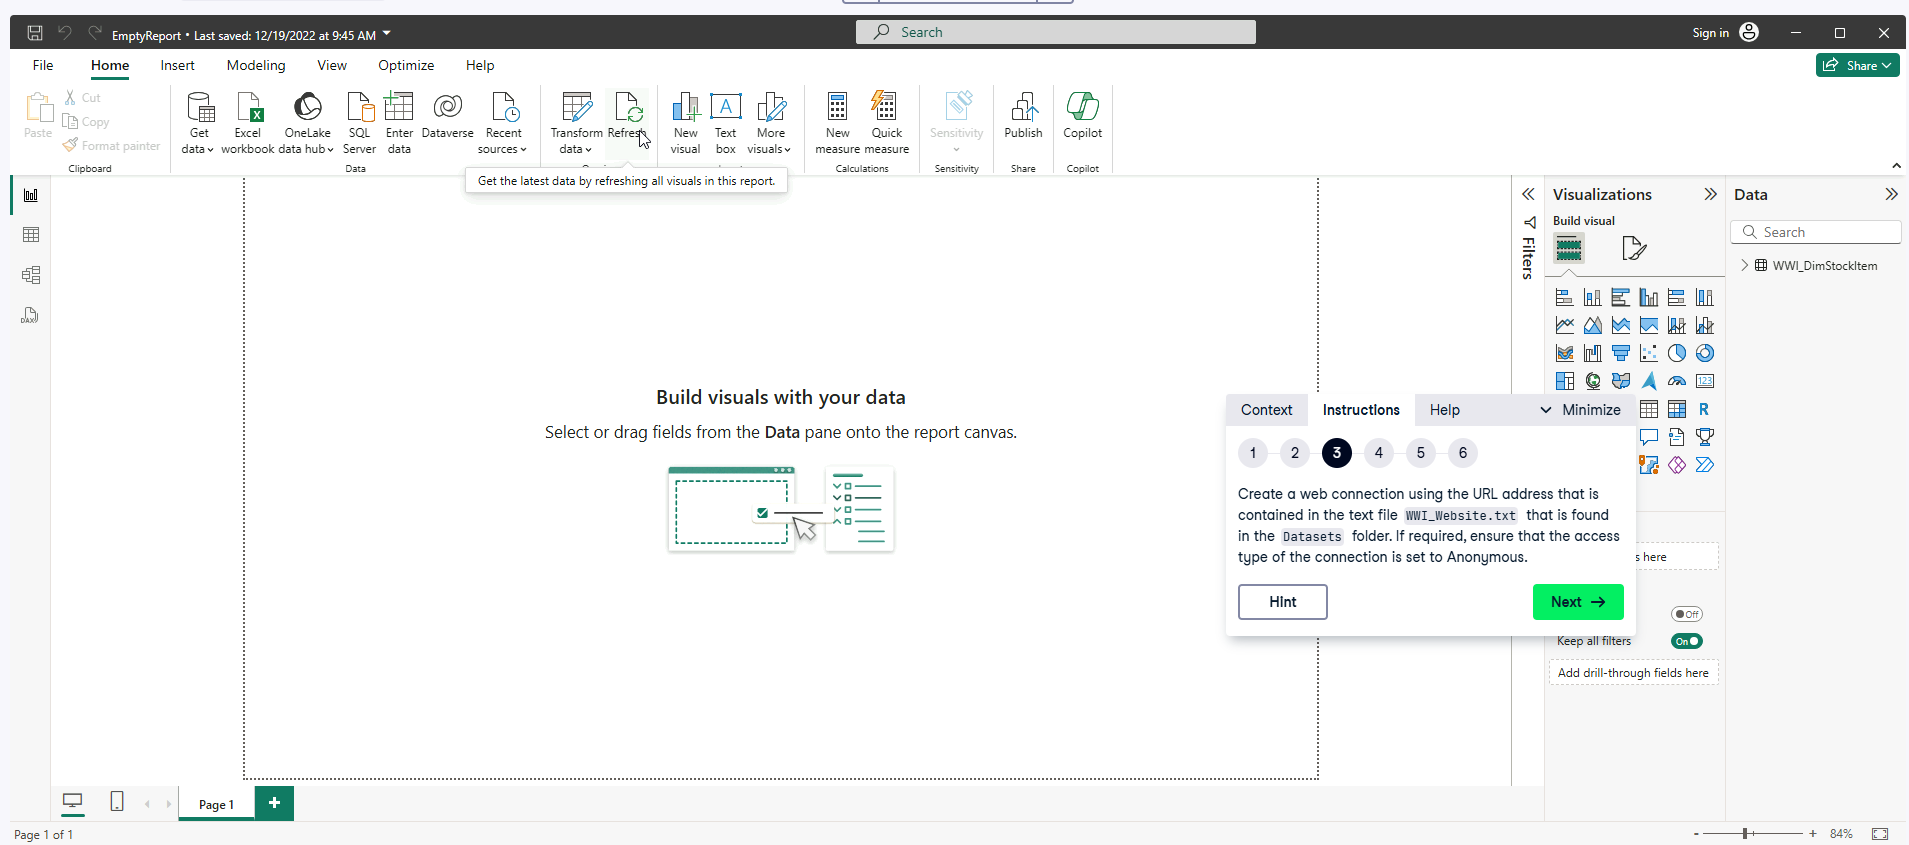 EmptyReport • Last saved: 12/19/2022 at 9:45 AM
Search
Sign in
File
Home
Insert
Modeling
View
Optimize
Help
Share
Paste
Cut
Copy
Format painter
Clipboard
Get data
Excel workbook
OneLake data hub
SQL Server
Enter data
Dataverse
Recent sources
Data
Transform data
Refresh
New visual
Text box
More visuals
New measure
Quick measure
Calculations
Sensitivity
Sensitivity
Publish
Share
Copilot
Copilot
Get the latest data by refreshing all visuals in this report.
Build visuals with your data
Select or drag fields from the Data pane onto the report canvas.
Filters
Visualizations
Build visual
Data
Search
WWI_DimStockItem
Context
Instructions
Help
Minimize
1
2
3
4
5
6
Create a web connection using the URL address that is
contained in the text file WWI_Website.txt that is found
in the Datasets folder. If required, ensure that the access
type of the connection is set to Anonymous.
Hint
Next
here
Off
Keep all filters
On
Add drill-through fields here
Page 1
Page 1 of 1
- + 84%